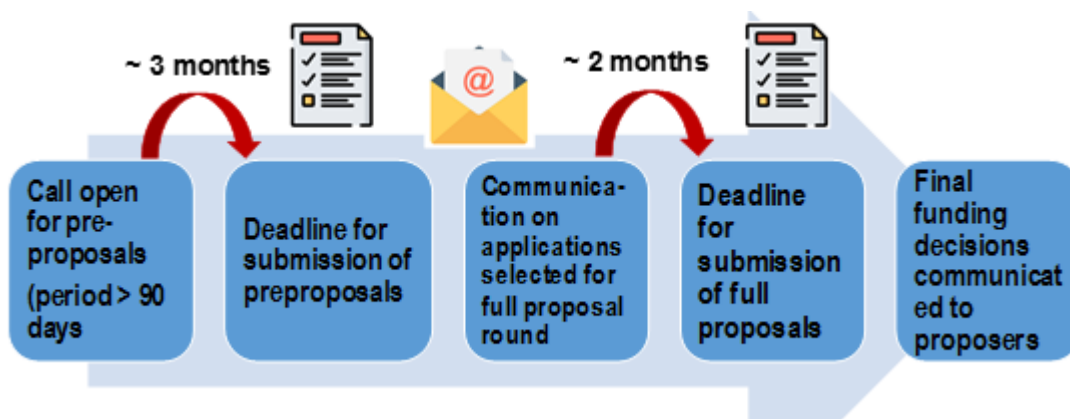 ~ 3 months
@
~ 2 months
Call open
for pre-
proposals
(period > 90
days
Deadline for
submission of
preproposals
Communica-
tion on
applications
selected for
full proposal
round
Deadline
for
submission
of full
proposals
Final
funding
decisions
communicat
ed to
proposers